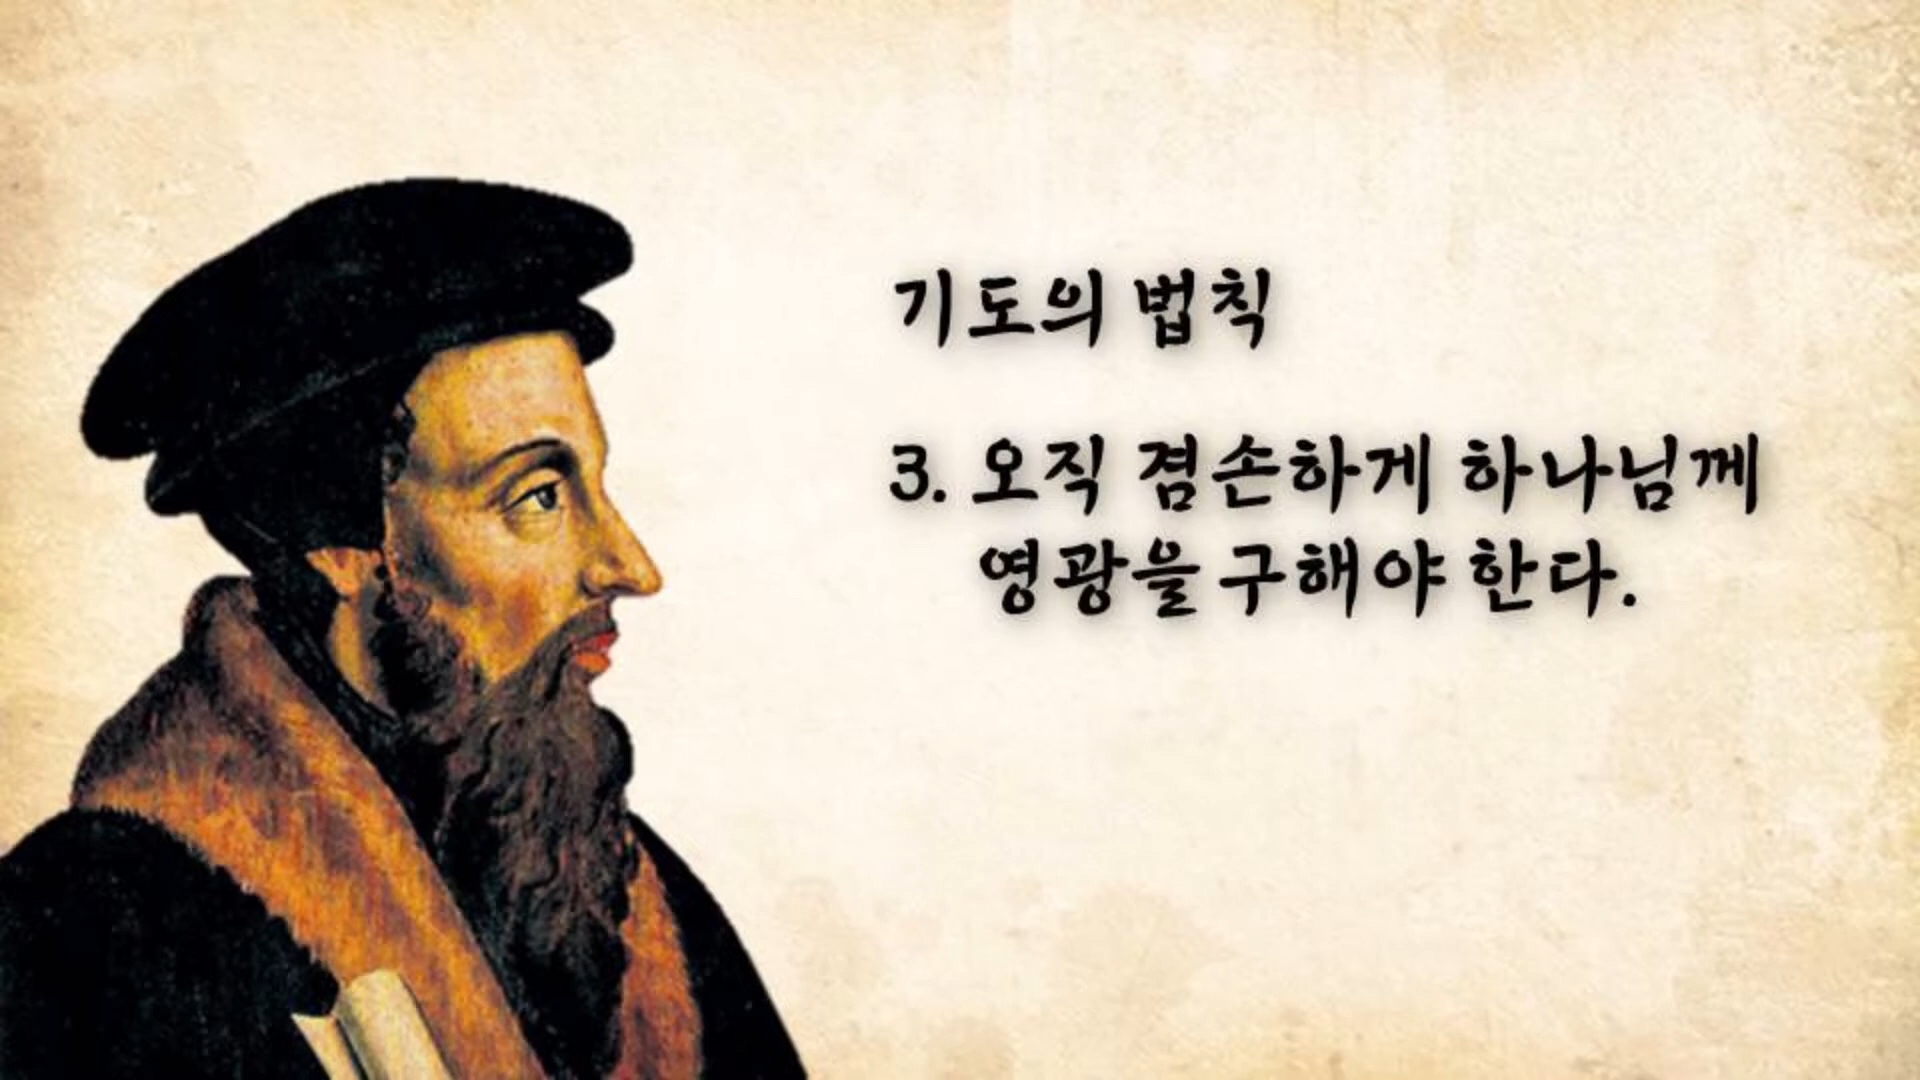 기도의 법칙
3. 오직 겸손하게 하나님께
영광을 구해야 한다.